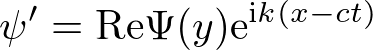 ψ′ = ReΨ(y)e^{ik(x−ct)}